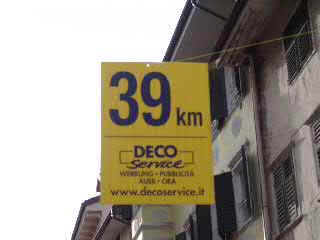 39 km
DECO
Service
WERBUNG • PUBBLICITÀ
AUER • ORA
www.decoservice.it